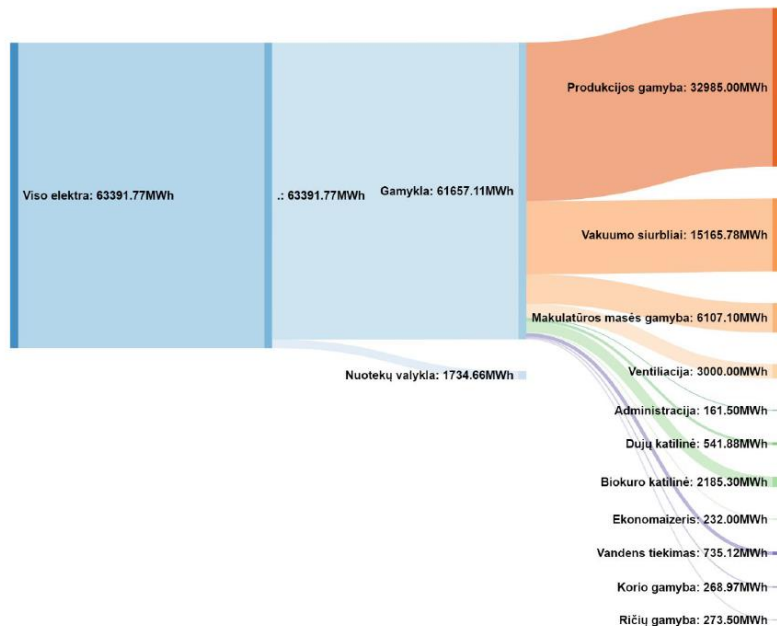 Produkcijos gamyba: 32985.00MWh
Viso elektra: 63391.77MWh
.: 63391.77MWh
Gamykla: 61657.11MWh
Vakuumo siurbliai: 15165.78MWh
Makulatūros masės gamyba: 6107.10MWh
Ventiliacija: 3000.00MWh
Nuotekų valykla: 1734.66MWh
Administracija: 161.50MWh
Dujų katilinė: 541.88MWh
Biokuro katilinė: 2185.30MWh
Ekonomaizeris: 232.00MWh
Vandens tiekimas: 735.12MWh
Korio gamyba: 268.97MWh
Ričių gamyba: 273.50MWh